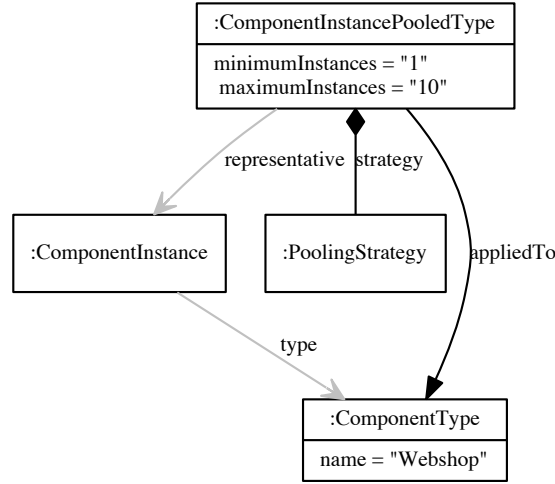 :ComponentInstancePooledType
minimumInstances = "1"
maximumInstances = "10"
representative
strategy
:ComponentInstance
:PoolingStrategy
appliedTo
type
:ComponentType
name = "Webshop"